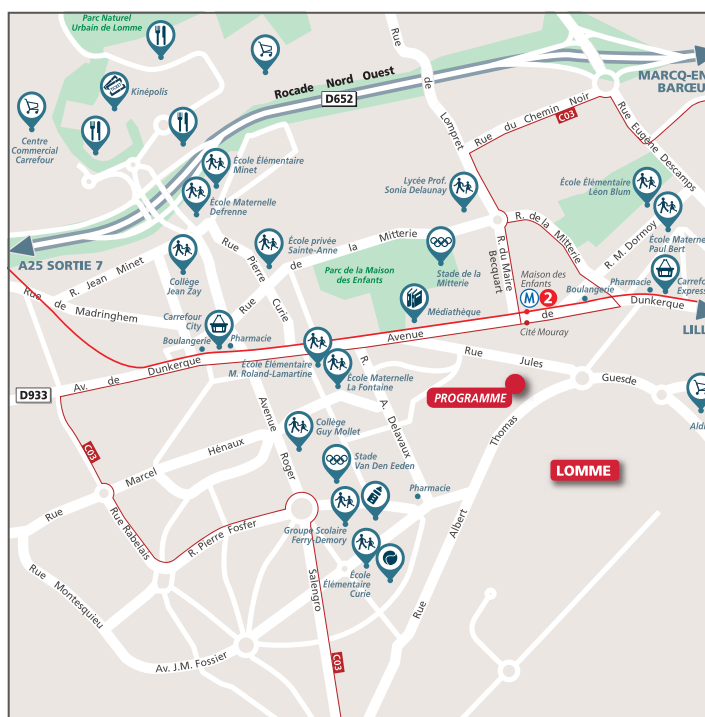 Parc Naturel
Urbain de Lomme
Kinépolis
TICKET
Centre
Commercial
Carrefour
Rocade Nord Ouest
D652
Rue de Lompret
MARCQ-EN
BARŒU
Rue du Chemin Noir
C03
Rue Eugène Descamps
École Élémentaire
Minet
École Maternelle
Defrenne
Lycée Prof.
Sonia Delaunay
École Élémentaire
Léon Blum
R. de la Mitterie
R. M. Dormoy
École Materne
Paul Bert
A25 SORTIE 7
R. Jean Minet
Collège
Jean Zay
Rue Pierre Curie
École privée
Sainte-Anne
Rue de la Mitterie
Parc de la Maison
des Enfants
Stade de la
Mitterie
R. du Maire
Becquart
Maison des
Enfants
M 2
Boulangerie
Pharmacie
Carrefo
Express
Rue de Madringhem
Carrefour
City
Boulangerie
Pharmacie
Médiathèque
Cité Mouray
Av. de Dunkerque
Avenue de Dunkerque
LILL
D933
École Élémentaire
M. Roland-Lamartine
École Maternelle
La Fontaine
R. A. Delavaux
Rue Jules Guesde
PROGRAMME
Aldi
LOMME
Avenue Roger Salengro
Collège
Guy Mollet
Stade
Van Den Eeden
Rue Marcel Hénaux
C03
Rue Rabelais
R. Pierre Fosfer
Pharmacie
Groupe Scolaire
Ferry-Demory
École
Élémentaire
Curie
Rue Albert Thomas
Rue Montesquieu
Av. J.M. Fossier
C03